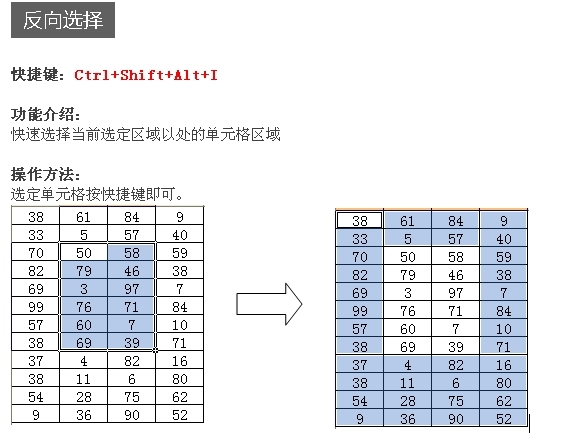 反向选择
快捷键：Ctrl+Shift+Alt+I
功能介绍：
快速选择当前选定区域以处的单元格区域
操作方法：
选定单元格按快捷键即可。
38 61 84 9
33 5 57 40
70 50 58 59
82 79 46 38
69 3 97 7
99 76 71 84
57 60 7 10
38 69 39 71
37 4 82 16
38 11 6 80
54 28 75 62
9 36 90 52
38 61 84 9
33 5 57 40
70 50 58 59
82 79 46 38
69 3 97 7
99 76 71 84
57 60 7 10
38 69 39 71
37 4 82 16
38 11 6 80
54 28 75 62
9 36 90 52